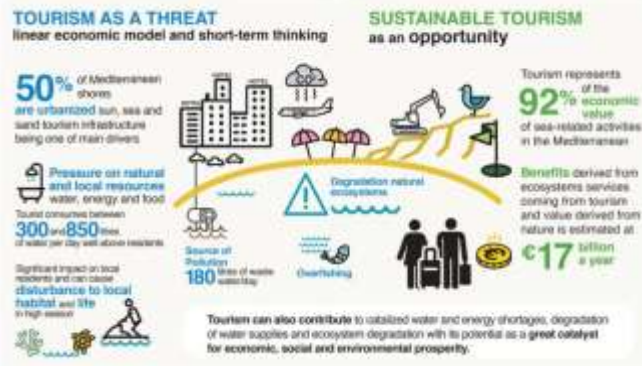 TOURISM AS A THREAT
linear economic model and short-term thinking
SUSTAINABLE TOURISM
as an opportunity
50% of Mediterranean
shores
are urbanized sun, sea and
sand tourism infrastructure
being one of main drivers
Pressure on natural
and local resources
water, energy and food
Tourist consumes between
300 and 850 litres
of water per day well above residents
Significant impact on local
residents and can cause
disturbance to local
habitat and life
in high season
HOTEL
HOTEL
Degradation natural
ecosystems
Source of
Pollution
180 litres of waste
water/day
Overfishing
Tourism represents
92% of the
economic
value
of sea-related activities
in the Mediterranean
Benefits derived from
ecosystems services
coming from tourism
and value derived from
nature is estimated at
€17 billion
a year
Tourism can also contribute to catalized water and energy shortages, degradation
of water supplies and ecosystem degradation with its potential as a great catalyst
for economic, social and environmental prosperity.